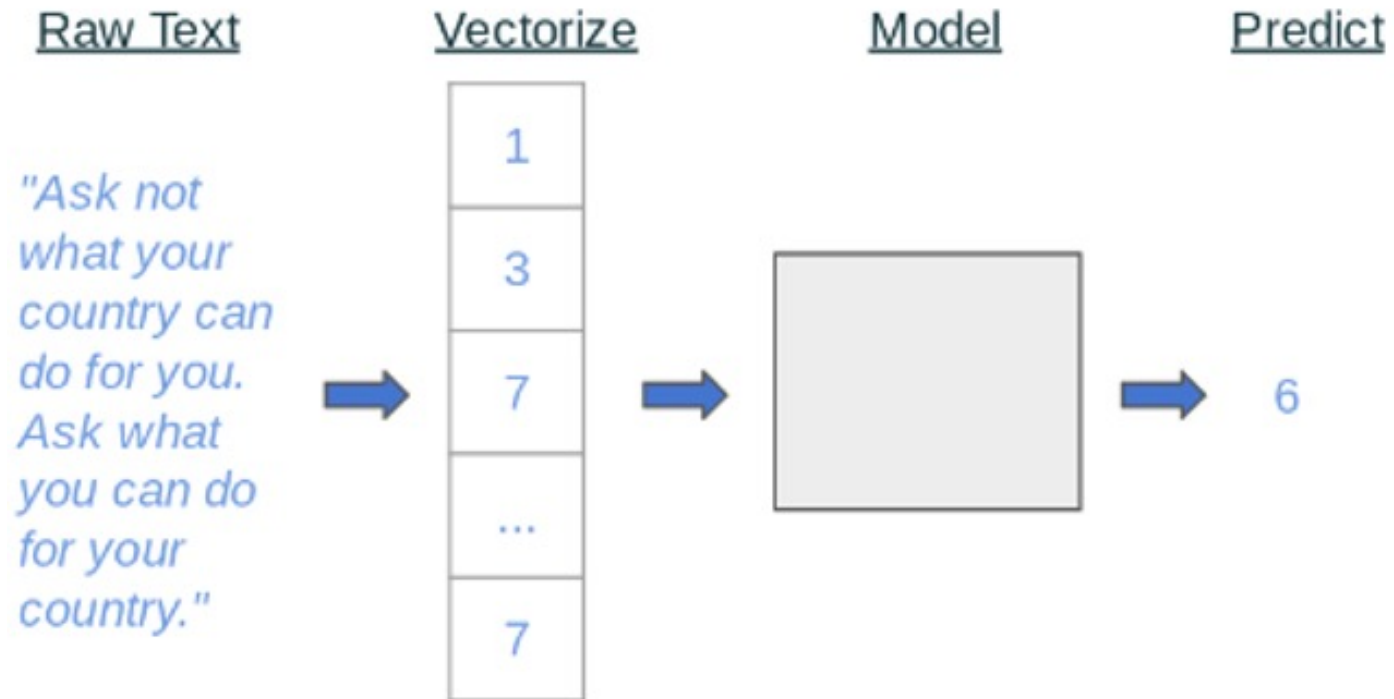 Raw Text Vectorize Model Predict
"Ask not
what your
country can
do for you.
Ask what
you can do
for your
country."
1
3
7
...
7
6